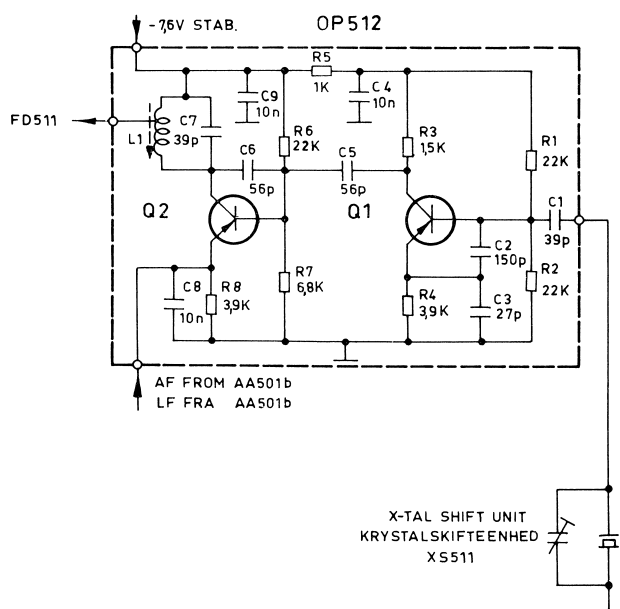 -7,6V STAB.
OP512
FD511
L1
C7
39p
C9
10n
R5
1K
C4
10n
R6
22K
R3
1,5K
R1
22K
C6
56p
C5
56p
Q2
Q1
C1
39p
C2
150p
R2
22K
C8
10n
R8
3,9K
R7
6,8K
R4
3,9K
C3
27p
AF FROM AA501b
LF FRA AA501b
X-TAL SHIFT UNIT
KRYSTALSKIFTEENHED
XS511